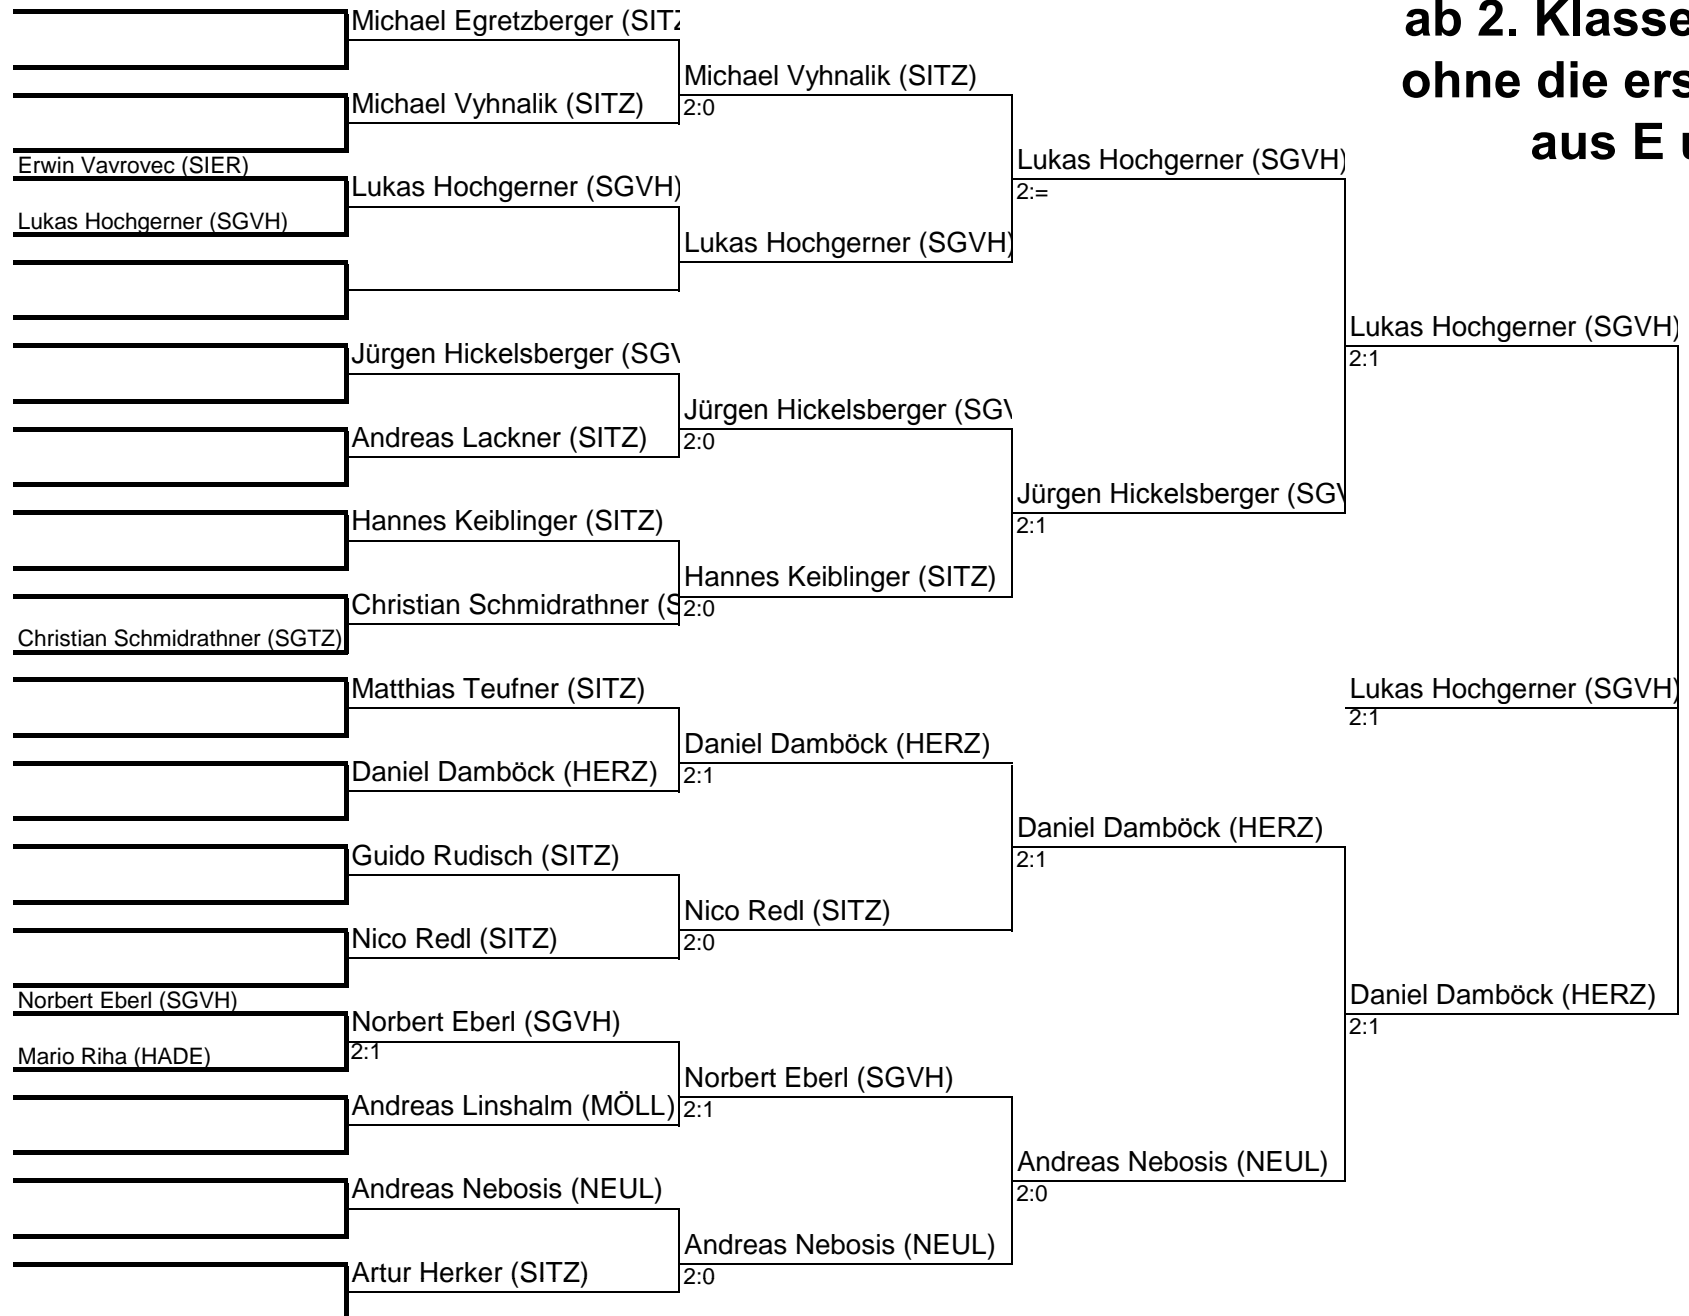 ab 2. Klasse
ohne die ers
aus E u
Erwin Vavrovec (SIER)
Lukas Hochgerner (SGVH)
Christian Schmidrathner (SGTZ)
Norbert Eberl (SGVH)
Mario Riha (HADE)
Michael Egretzberger (SITZ
Michael Vyhnalik (SITZ)
Lukas Hochgerner (SGVH)
Jürgen Hickelsberger (SGV
Andreas Lackner (SITZ)
Hannes Keiblinger (SITZ)
Christian Schmidrathner (S
Matthias Teufner (SITZ)
Daniel Damböck (HERZ)
Guido Rudisch (SITZ)
Nico Redl (SITZ)
Norbert Eberl (SGVH)
2:1
Andreas Linshalm (MÖLL)
Andreas Nebosis (NEUL)
Artur Herker (SITZ)
Michael Vyhnalik (SITZ)
2:0
Lukas Hochgerner (SGVH)
Jürgen Hickelsberger (SGV
2:0
Hannes Keiblinger (SITZ)
2:0
Daniel Damböck (HERZ)
2:1
Nico Redl (SITZ)
2:0
Norbert Eberl (SGVH)
2:1
Andreas Nebosis (NEUL)
2:0
Lukas Hochgerner (SGVH)
2:=
Jürgen Hickelsberger (SGV
2:1
Daniel Damböck (HERZ)
2:1
Andreas Nebosis (NEUL)
2:0
Lukas Hochgerner (SGVH)
2:1
Lukas Hochgerner (SGVH)
2:1
Daniel Damböck (HERZ)
2:1